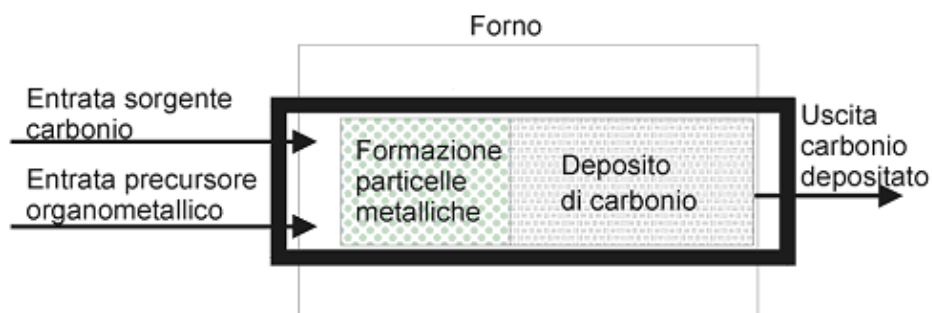 Forno
Entrata sorgente
carbonio
Entrata precursore
organometallico
Formazione
particelle
metalliche
Deposito
di carbonio
Uscita
carbonio
depositato